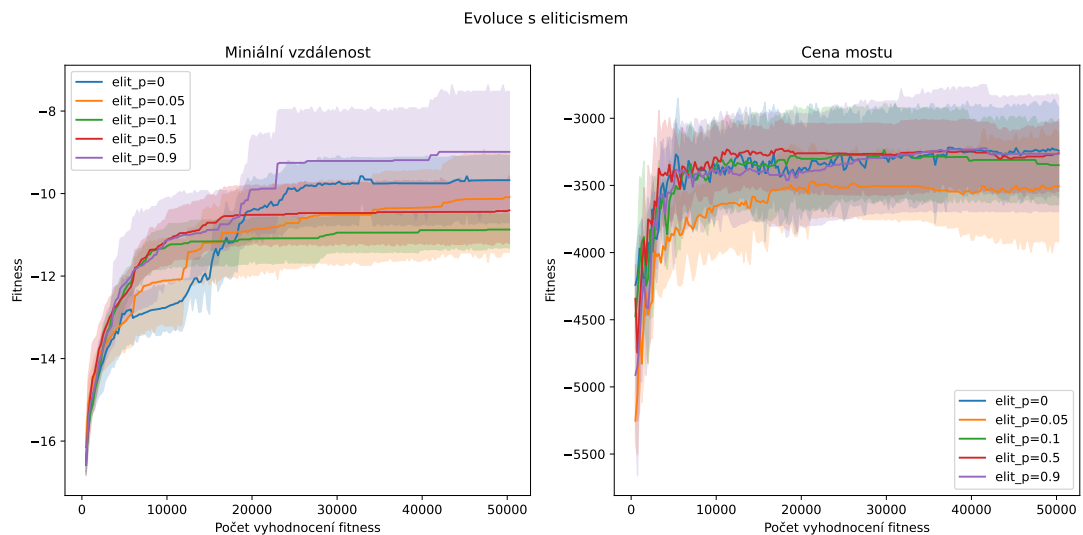 Evoluce s eliticismem
Miniální vzdálenost
Fitness
−8
−10
−12
−14
−16
elit_p=0
elit_p=0.05
elit_p=0.1
elit_p=0.5
elit_p=0.9
0
10000
20000
30000
40000
50000
Počet vyhodnocení fitness
Cena mostu
Fitness
−3000
−3500
−4000
−4500
−5000
−5500
elit_p=0
elit_p=0.05
elit_p=0.1
elit_p=0.5
elit_p=0.9
0
10000
20000
30000
40000
50000
Počet vyhodnocení fitness